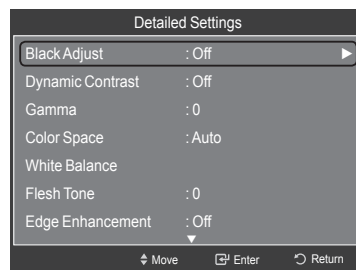 Detailed Settings
Black Adjust : Off
Dynamic Contrast : Off
Gamma : 0
Color Space : Auto
White Balance
Flesh Tone : 0
Edge Enhancement : Off
Move Enter Return